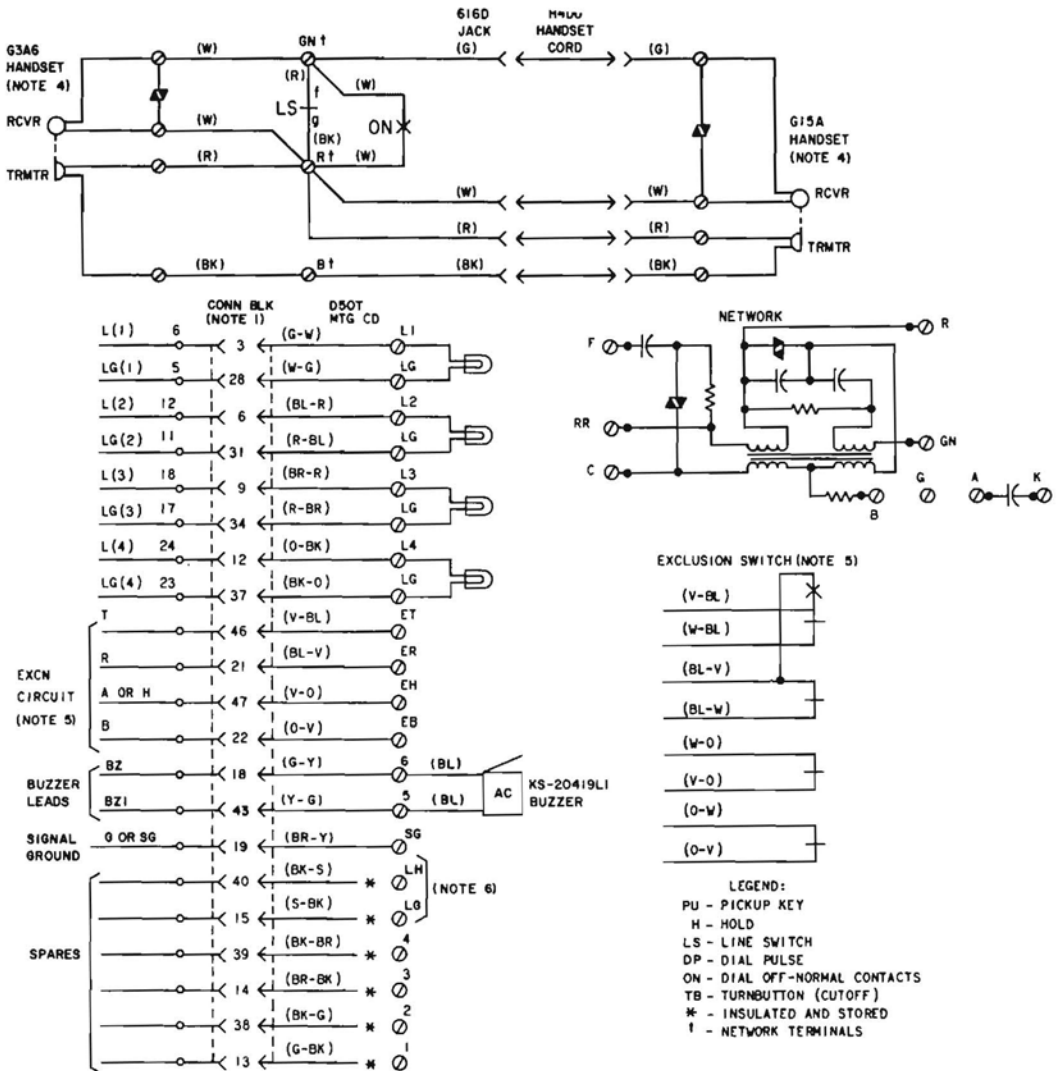 616D
JACK
HANDSET
CORD
G3A6
HANDSET
(NOTE 4)
RCVR
TRMTR
(W)
GN †
(G)
(G)
(R)
f
LS
g
(BK)
ON
(W)
(W)
(W)
(R)
R †
(W)
(W)
(R)
(R)
(BK)
B †
(BK)
(BK)
G15A
HANDSET
(NOTE 4)
RCVR
TRMTR
CONN BLK
(NOTE 1)
D50T
MTG CD
L(1) 6 3 (G-W) L1
LG(1) 5 28 (W-G) LG
L(2) 12 6 (BL-R) L2
LG(2) 11 31 (R-BL) LG
L(3) 18 9 (BR-R) L3
LG(3) 17 34 (R-BR) LG
L(4) 24 12 (O-BK) L4
LG(4) 23 37 (BK-O) LG
EXCN
CIRCUIT
(NOTE 5)
T 46 (V-BL) ET
R 21 (BL-V) ER
A OR H 47 (V-O) EH
B 22 (O-V) EB
BUZZER
LEADS
BZ 18 (G-Y) 6 (BL)
BZ1 43 (Y-G) 5 (BL)
AC
KS-20419L1
BUZZER
SIGNAL
GROUND
G OR SG 19 (BR-Y) SG
SPARES
40 (BK-S) * LH
15 (S-BK) * LG
(NOTE 6)
39 (BK-BR) * 4
14 (BR-BK) * 3
38 (BK-G) * 2
13 (G-BK) * 1
NETWORK
F
RR
C
R
GN
B
G
A
K
EXCLUSION SWITCH (NOTE 5)
(V-BL)
(W-BL)
(BL-V)
(BL-W)
(W-O)
(V-O)
(O-W)
(O-V)
LEGEND:
PU - PICKUP KEY
H - HOLD
LS - LINE SWITCH
DP - DIAL PULSE
ON - DIAL OFF-NORMAL CONTACTS
TB - TURNBUTTON (CUTOFF)
* - INSULATED AND STORED
† - NETWORK TERMINALS